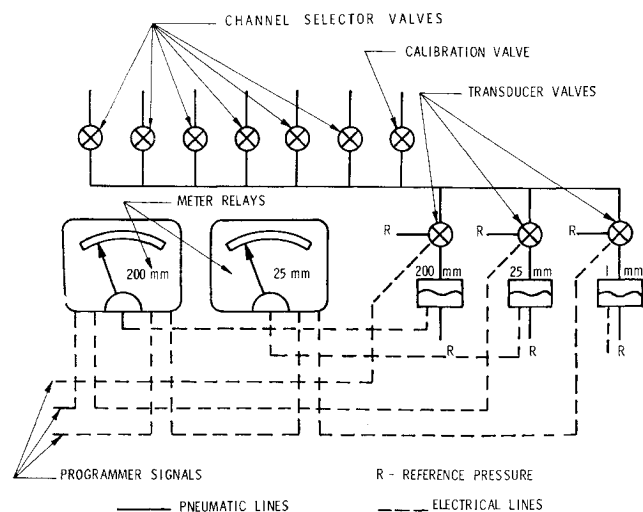 CHANNEL SELECTOR VALVES
CALIBRATION VALVE
TRANSDUCER VALVES
METER RELAYS
R R R
200 mm 25 mm 200 mm 25 mm 1 mm
R R R
PROGRAMMER SIGNALS R - REFERENCE PRESSURE
PNEUMATIC LINES ELECTRICAL LINES